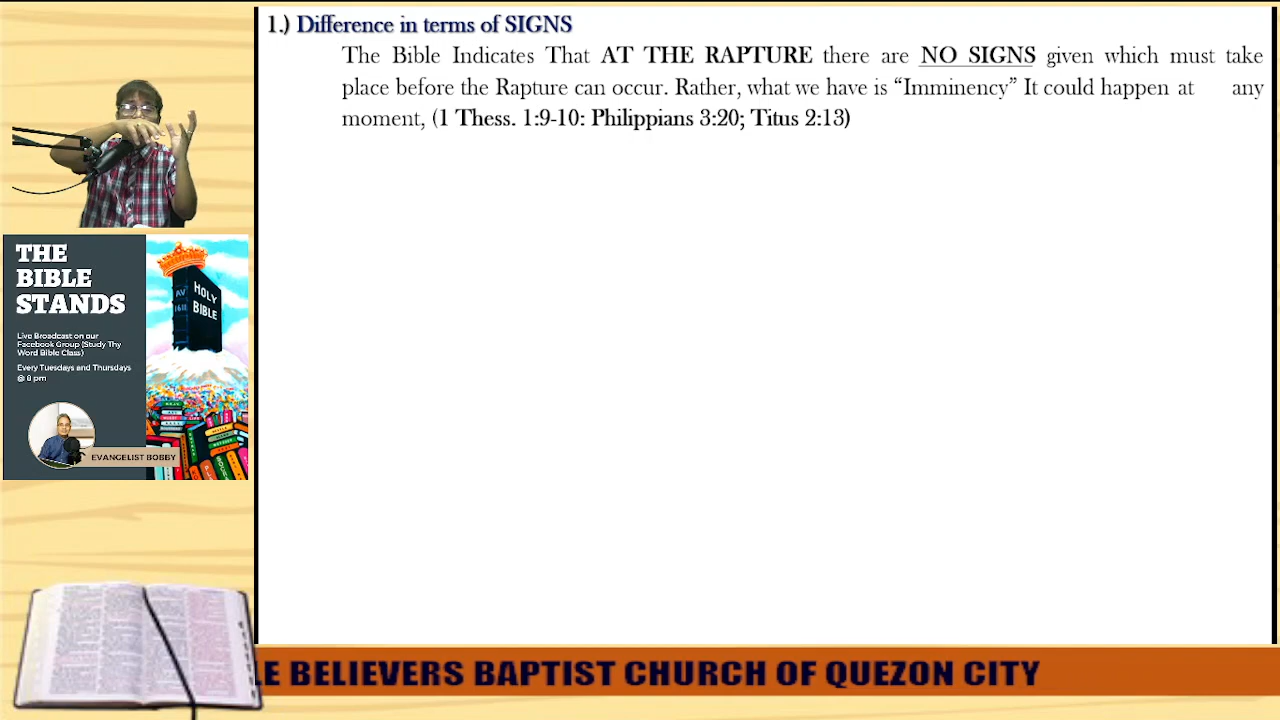 1.) Difference in terms of SIGNS
The Bible Indicates That AT THE RAPTURE there are NO SIGNS given which must take
place before the Rapture can occur. Rather, what we have is “Imminency” It could happen at any
moment, (1 Thess. 1:9-10: Philippians 3:20; Titus 2:13)
THE
BIBLE
STANDS
Live Broadcast on our
Facebook Group (Study Thy
Word Bible Class)
Every Tuesdays and Thursdays
@ 8 pm
EVANGELIST BOBBY
AV
1611
HOLY
BIBLE
LE BELIEVERS BAPTIST CHURCH OF QUEZON CITY